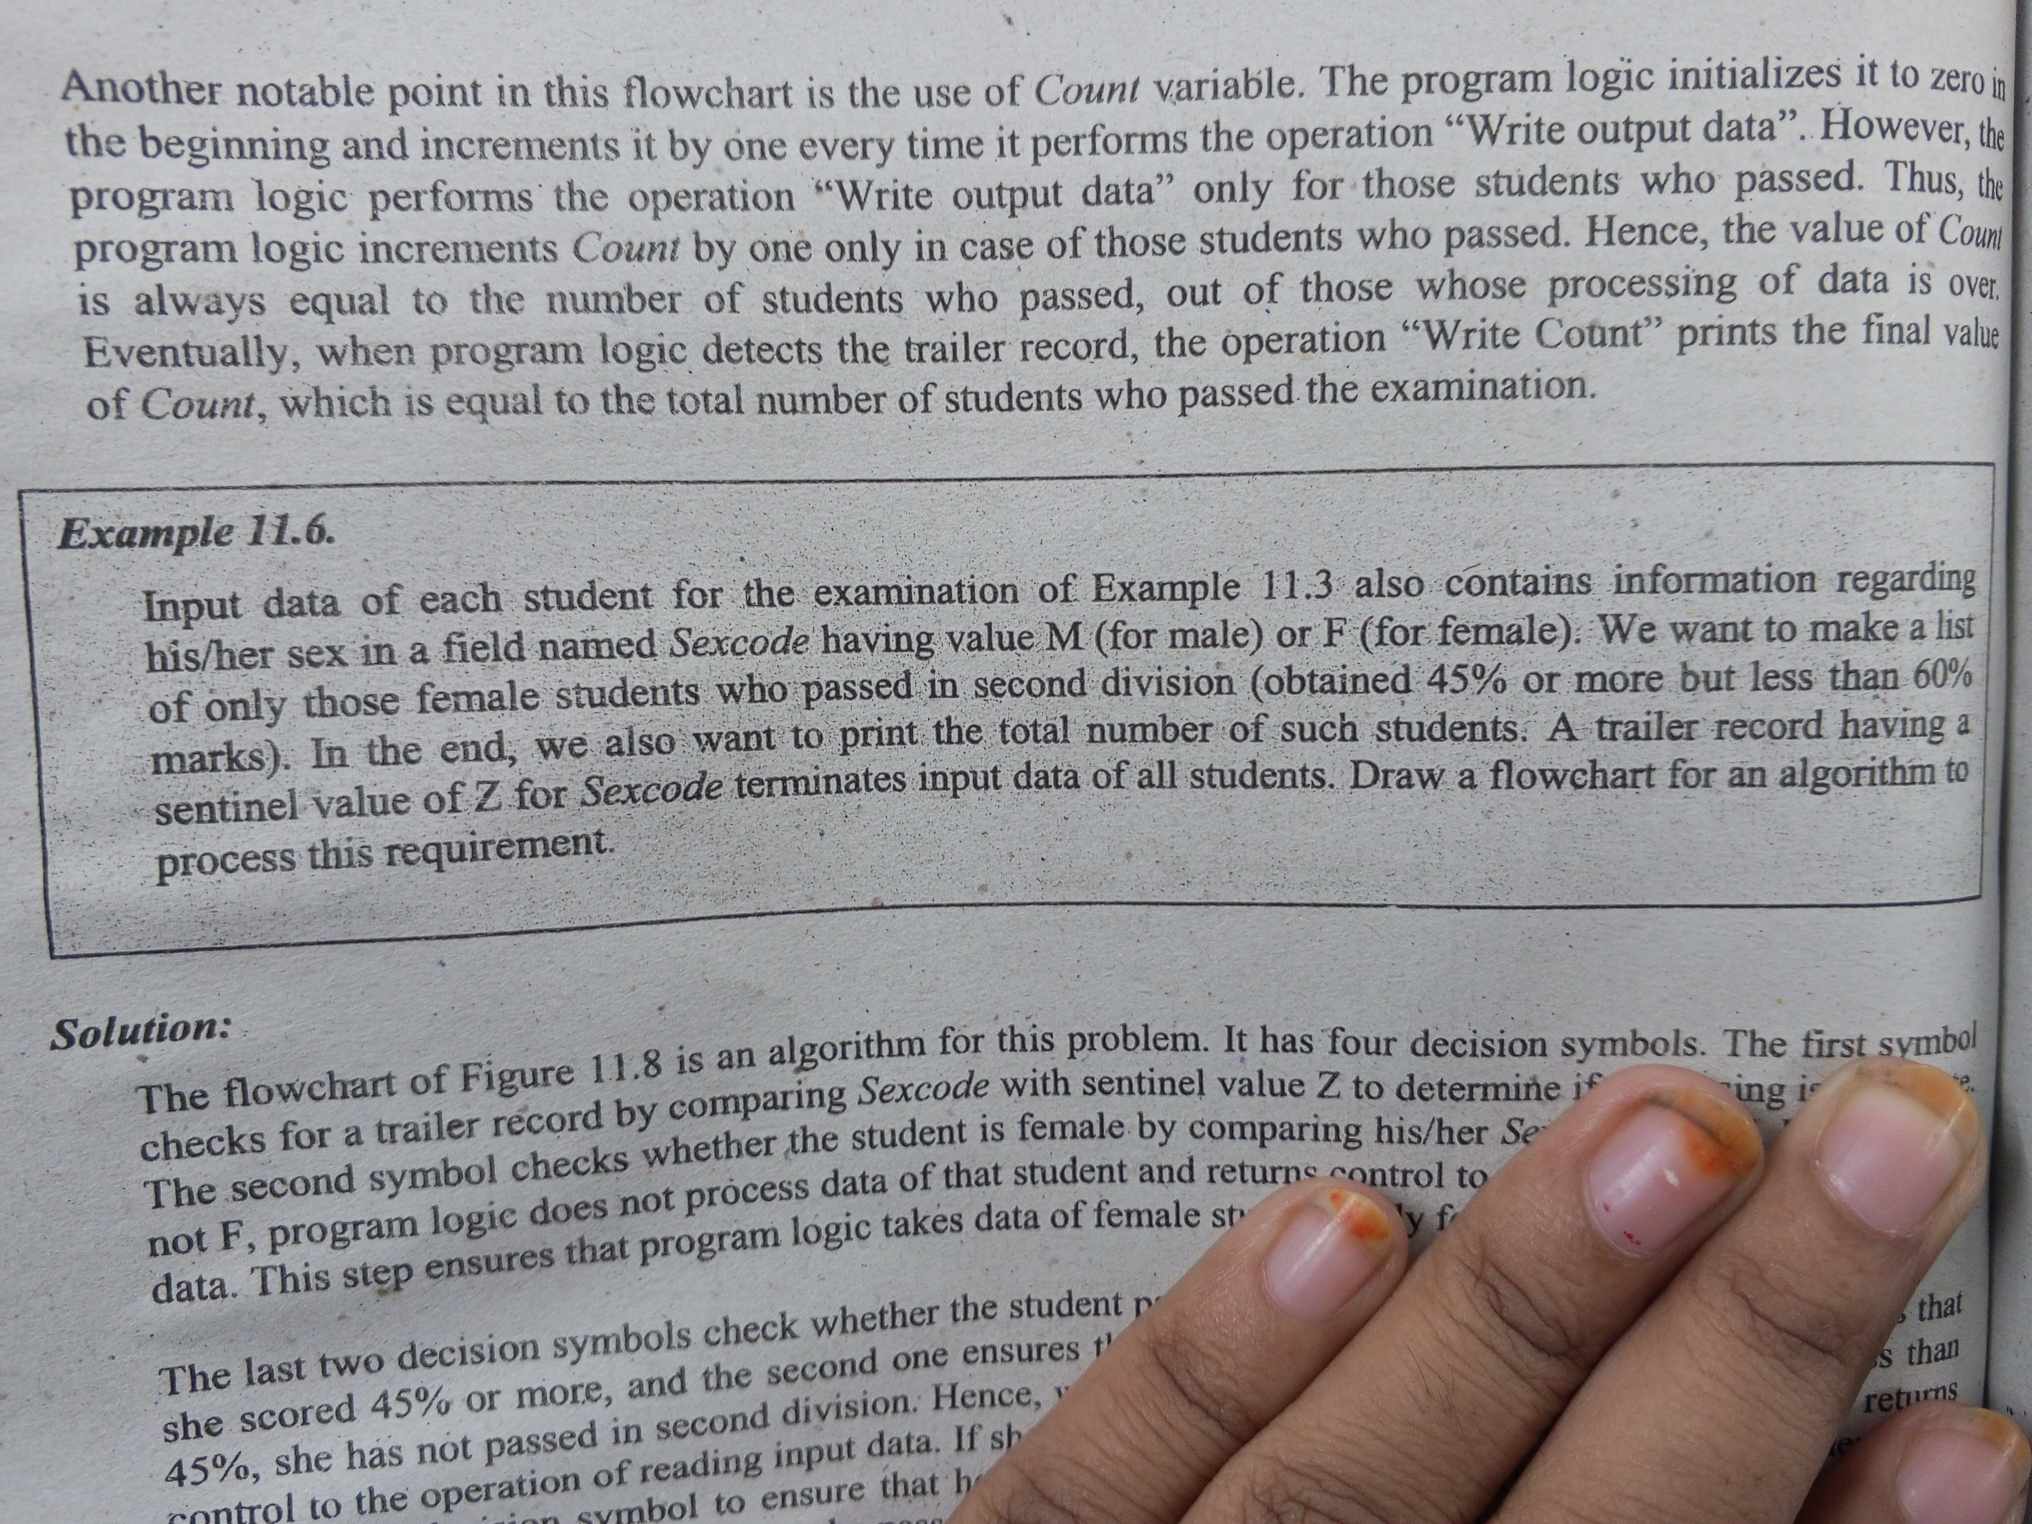 Another notable point in this flowchart is the use of Count variable. The program logic initializes it to zero in
the beginning and increments it by one every time it performs the operation “Write output data”. However, the
program logic performs the operation “Write output data” only for those students who passed. Thus, the
program logic increments Count by one only in case of those students who passed. Hence, the value of Count
is always equal to the number of students who passed, out of those whose processing of data is over.
Eventually, when program logic detects the trailer record, the operation “Write Count” prints the final value
of Count, which is equal to the total number of students who passed the examination.
Example 11.6.
Input data of each student for the examination of Example 11.3 also contains information regarding
his/her sex in a field named Sexcode having value M (for male) or F (for female). We want to make a list
of only those female students who passed in second division (obtained 45% or more but less than 60%
marks). In the end, we also want to print the total number of such students. A trailer record having a
sentinel value of Z for Sexcode terminates input data of all students. Draw a flowchart for an algorithm to
process this requirement.
Solution:
The flowchart of Figure 11.8 is an algorithm for this problem. It has four decision symbols. The first symbol
checks for a trailer record by comparing Sexcode with sentinel value Z to determine if
The second symbol checks whether the student is female by comparing his/her
not F, program logic does not process data of that student and returns control to
data. This step ensures that program logic takes data of female
The last two decision symbols check whether the student that
she scored 45% or more, and the second one ensures than
45%, she has not passed in second division. Hence, returns
control to the operation of reading input data. If
symbol to ensure that